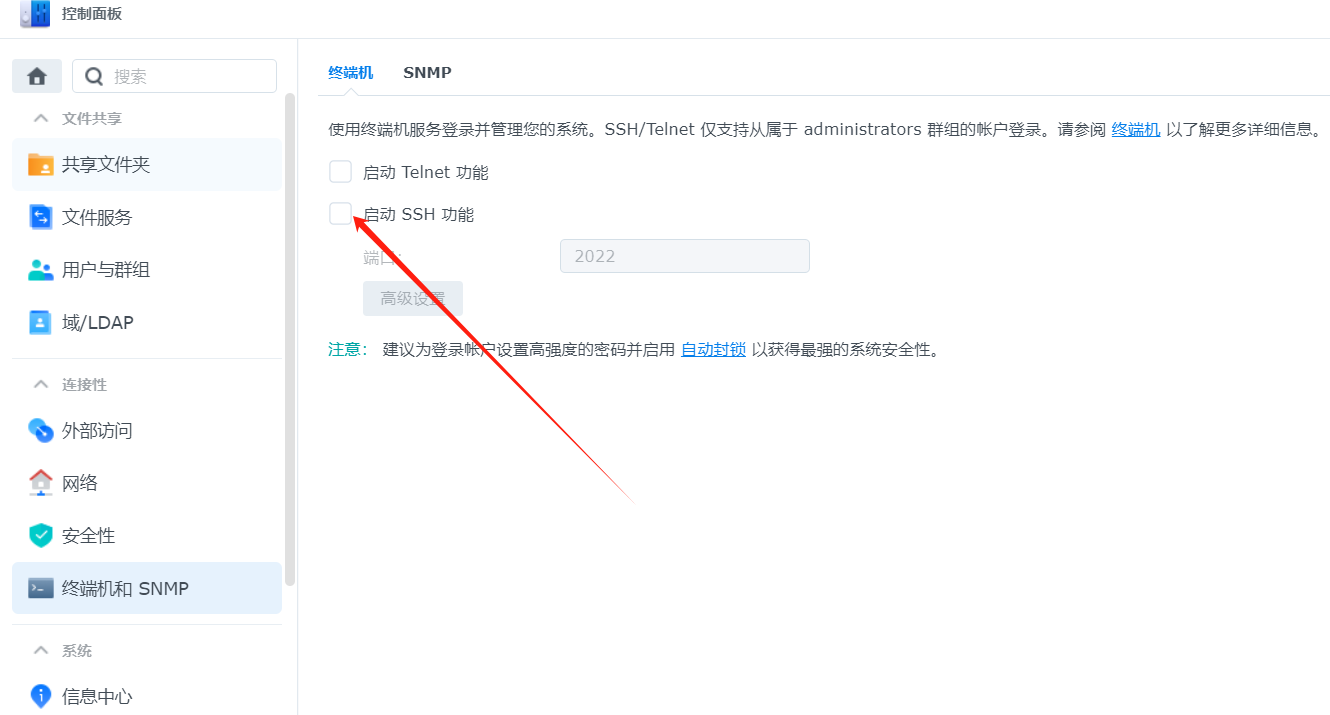 控制面板
搜索
文件共享
共享文件夹
文件服务
用户与群组
域/LDAP
连接性
外部访问
网络
安全性
终端机和 SNMP
系统
信息中心
终端机 SNMP
使用终端机服务登录并管理您的系统。SSH/Telnet 仅支持从属于 administrators 群组的帐户登录。请参阅 终端机 以了解更多详细信息。
启动 Telnet 功能
启动 SSH 功能
端口: 2022
高级设置
注意: 建议为登录帐户设置高强度的密码并启用 自动封锁 以获得最强的系统安全性。